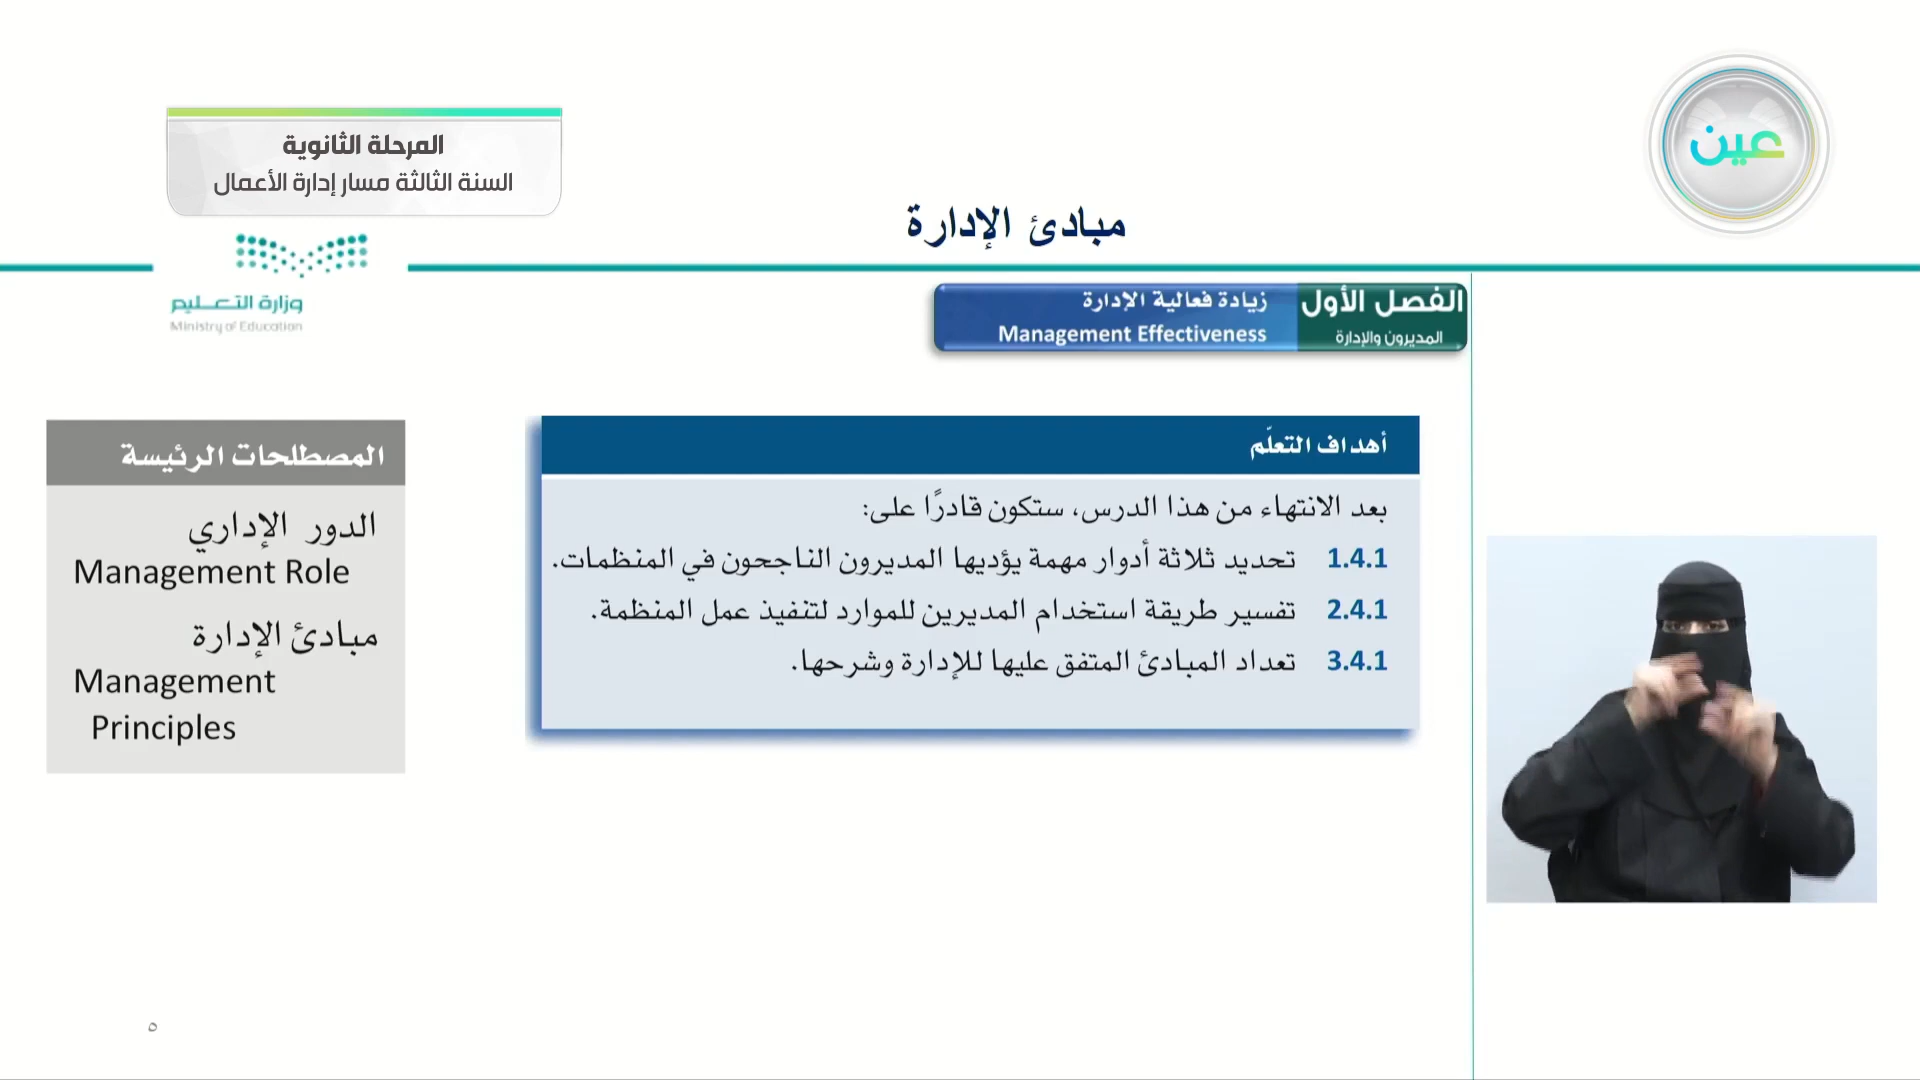 عين
المرحلة الثانوية
السنة الثالثة مسار إدارة الأعمال
مبادئ الإدارة
وزارة التعليم
Ministry of Education
الفصل الأول
المديرون والإدارة
زيادة فعالية الإدارة
Management Effectiveness
أهداف التعلّم
بعد الانتهاء من هذا الدرس، ستكون قادرًا على:
1.4.1 تحديد ثلاثة أدوار مهمة يؤديها المديرون الناجحون في المنظمات.
2.4.1 تفسير طريقة استخدام المديرين للموارد لتنفيذ عمل المنظمة.
3.4.1 تعداد المبادئ المتفق عليها للإدارة وشرحها.
المصطلحات الرئيسة
الدور الإداري
Management Role
مبادئ الإدارة
Management
Principles
٥